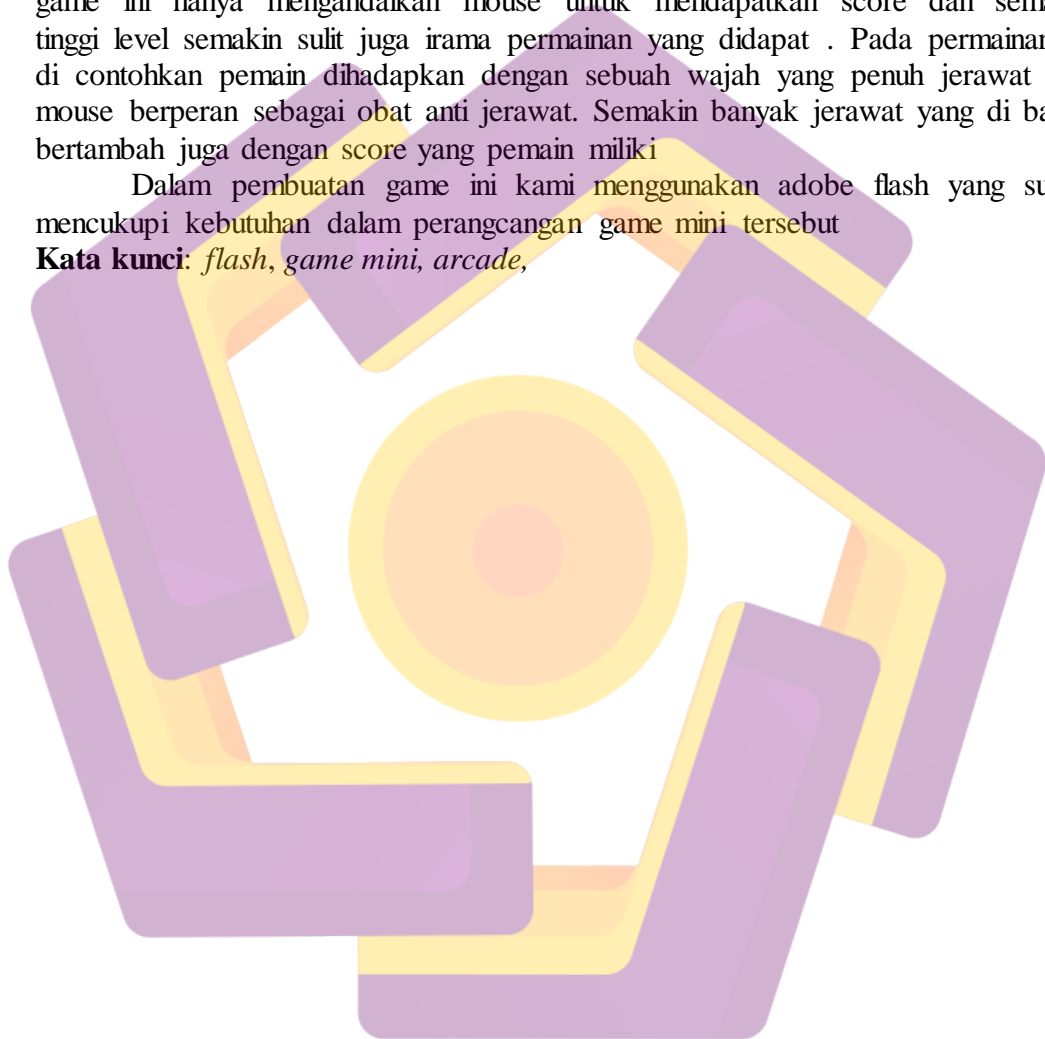 game ini hanya mengandalkan mouse untuk mendapatkan score dan sema
tinggi level semakin sulit juga irama permainan yang didapat . Pada permainan
di contohkan pemain dihadapkan dengan sebuah wajah yang penuh jerawat
mouse berperan sebagai obat anti jerawat. Semakin banyak jerawat yang di ba
bertambah juga dengan score yang pemain miliki
Dalam pembuatan game ini kami menggunakan adobe flash yang su
mencukupi kebutuhan dalam perangcangan game mini tersebut
Kata kunci: flash, game mini, arcade,